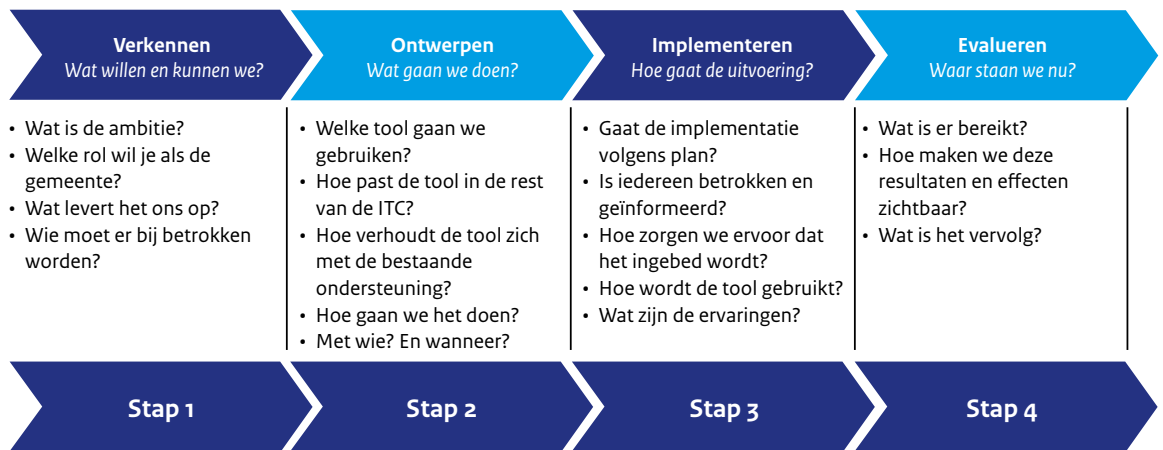 Verkennen
Wat willen en kunnen we?
• Wat is de ambitie?
• Welke rol wil je als de
gemeente?
• Wat levert het ons op?
• Wie moet er bij betrokken
worden?
Stap 1
Ontwerpen
Wat gaan we doen?
• Welke tool gaan we
gebruiken?
• Hoe past de tool in de rest
van de ITC?
• Hoe verhoudt de tool zich
met de bestaande
ondersteuning?
• Hoe gaan we het doen?
• Met wie? En wanneer?
Stap 2
Implementeren
Hoe gaat de uitvoering?
• Gaat de implementatie
volgens plan?
• Is iedereen betrokken en
geïnformeerd?
• Hoe zorgen we ervoor dat
het ingebed wordt?
• Hoe wordt de tool gebruikt?
• Wat zijn de ervaringen?
Stap 3
Evalueren
Waar staan we nu?
• Wat is er bereikt?
• Hoe maken we deze
resultaten en effecten
zichtbaar?
• Wat is het vervolg?
Stap 4